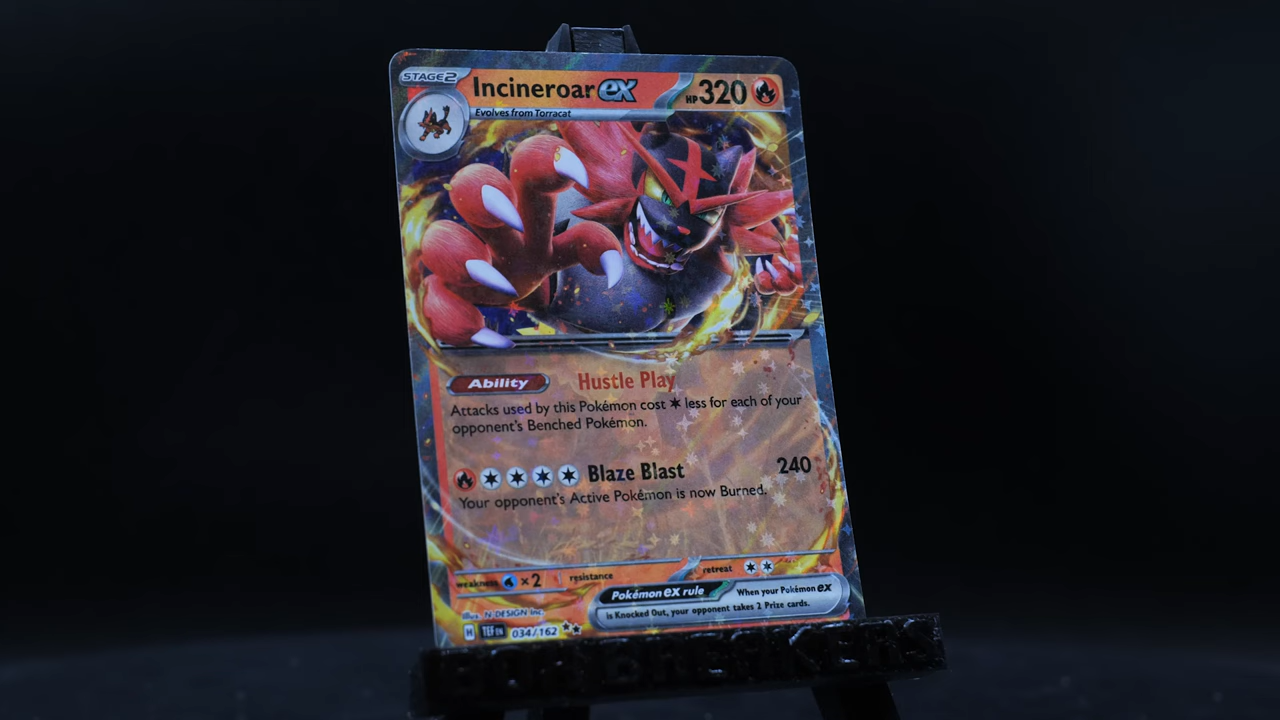 STAGE2
Incineroar ex HP 320
Evolves from Torracat
Ability Hustle Play
Attacks used by this Pokémon cost less for each of your
opponent's Benched Pokémon.
Blaze Blast 240
Your opponent's Active Pokémon is now Burned.
weakness ×2 resistance retreat
Pokémon ex rule When your Pokémon ex
is Knocked Out, your opponent takes 2 Prize cards.
Illus. N-DESIGN Inc.
H TEF EN 034/162
BREAKERS